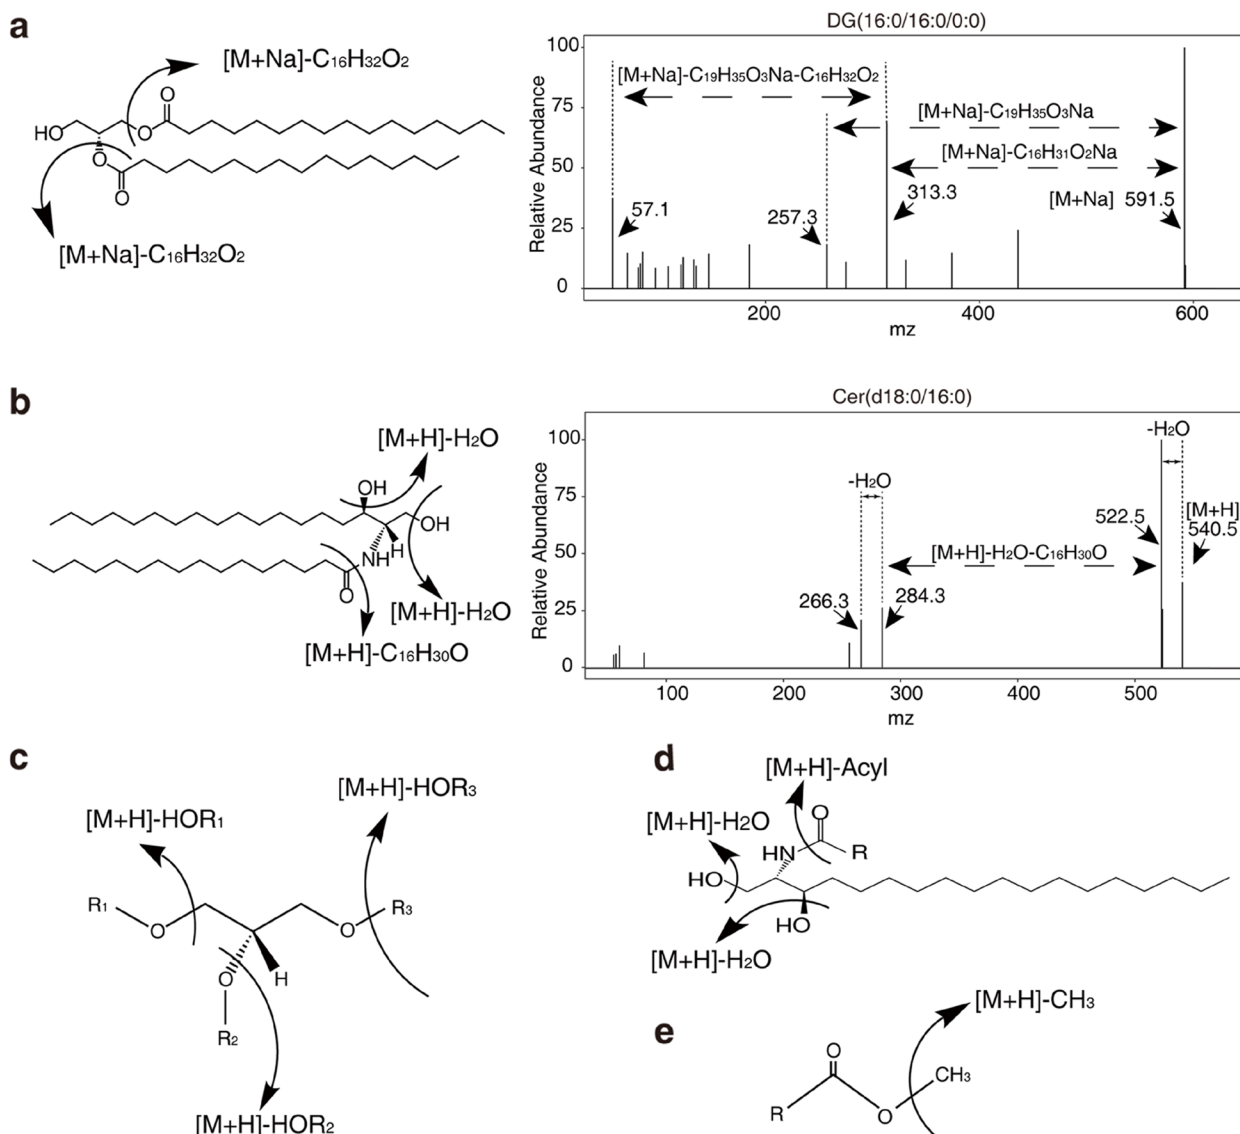 a
[M+Na]-C16H32O2
HO
O
O
O
O
[M+Na]-C16H32O2
DG(16:0/16:0/0:0)
Relative Abundance
100
75
50
25
0
[M+Na]-C19H35O3Na-C16H32O2
[M+Na]-C19H35O3Na
[M+Na]-C16H31O2Na
57.1
257.3
313.3
[M+Na] 591.5
200
400
600
mz
b
[M+H]-H2O
OH
OH
H
NH
O
[M+H]-H2O
[M+H]-C16H30O
Cer(d18:0/16:0)
Relative Abundance
100
75
50
25
0
-H2O
-H2O
522.5
[M+H]
540.5
[M+H]-H2O-C16H30O
266.3
284.3
100
200
300
400
500
mz
c
[M+H]-HOR3
[M+H]-HOR1
R1
O
O
R3
O
H
R2
[M+H]-HOR2
d
[M+H]-Acyl
[M+H]-H2O
O
HN
R
HO
HO
[M+H]-H2O
e
[M+H]-CH3
O
CH3
R
O